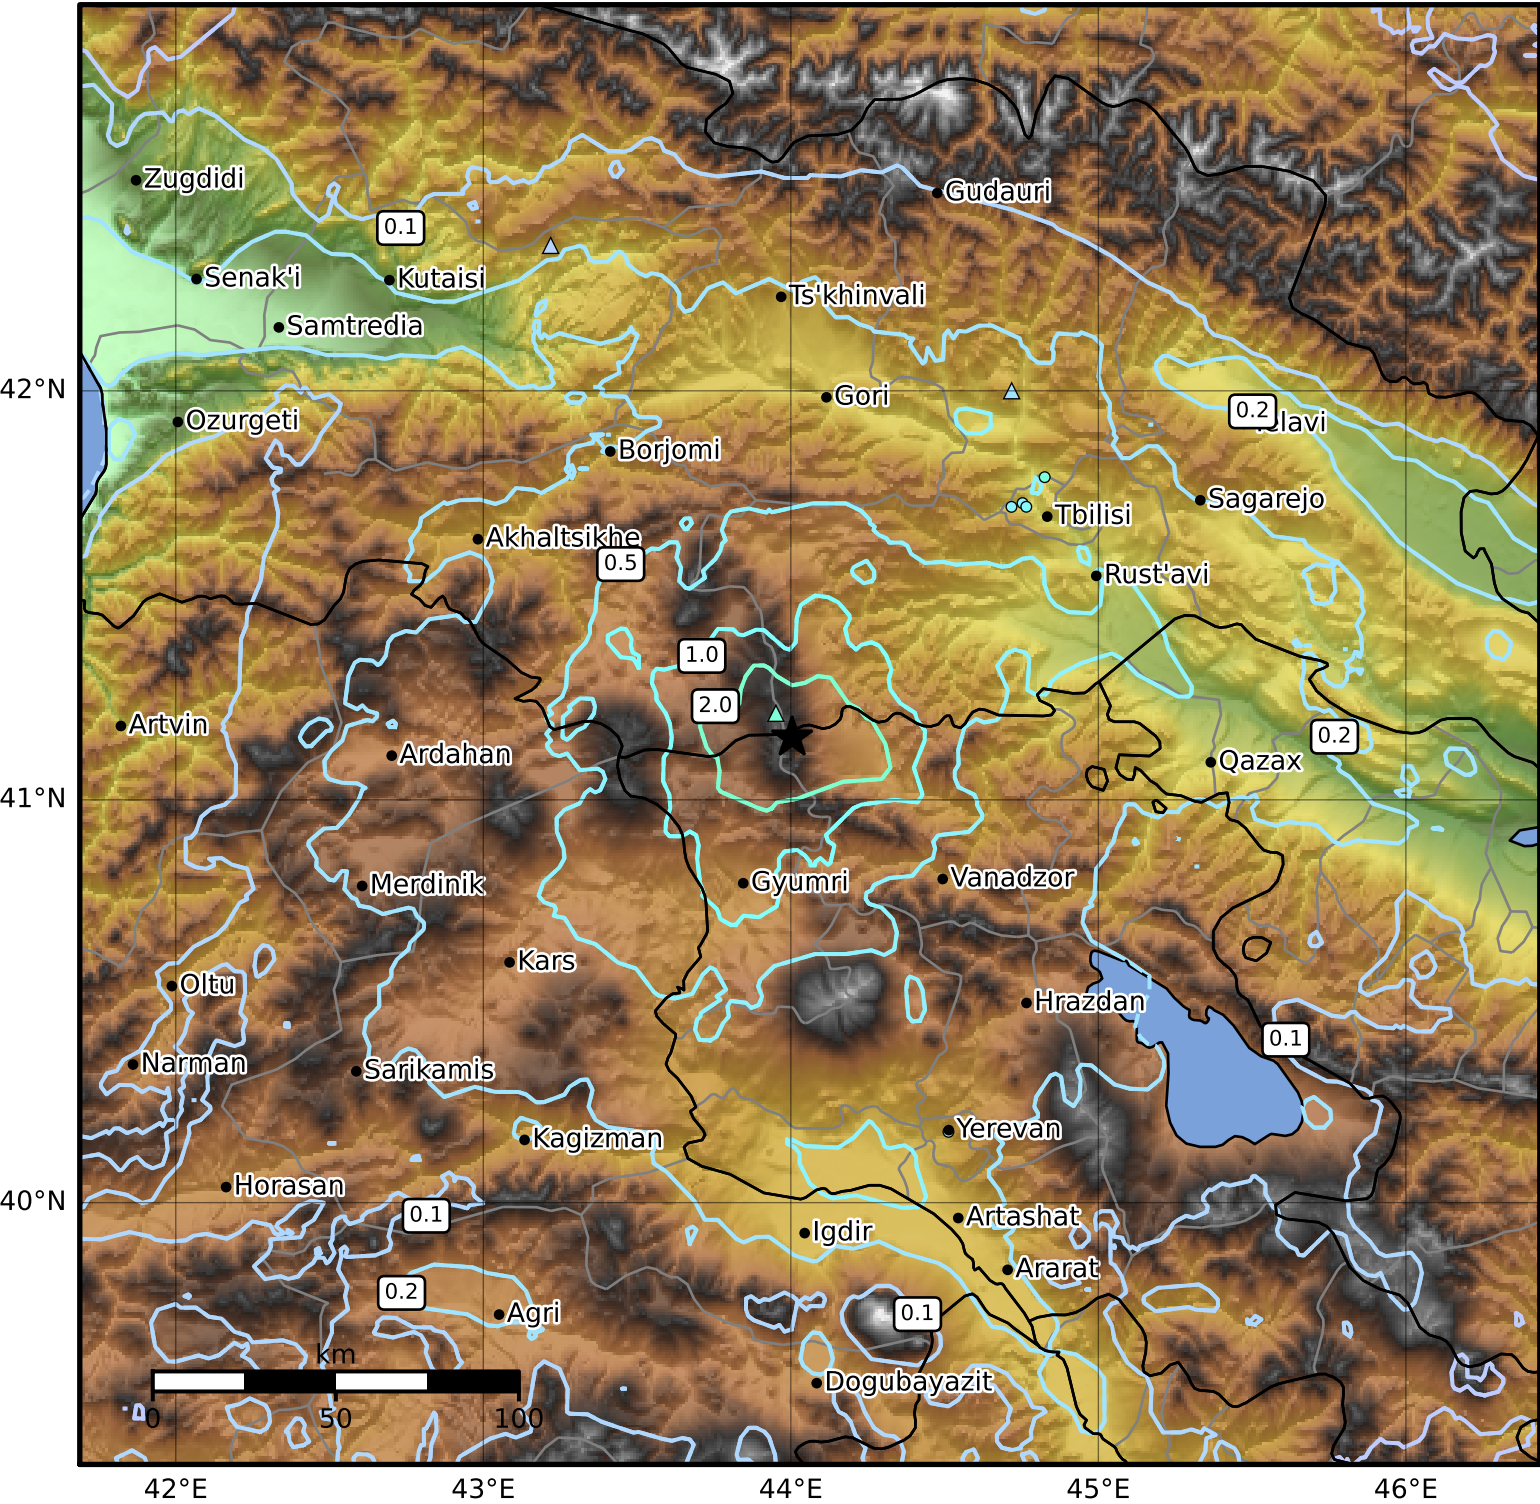 Zugdidi
Gudauri
0.1
Senak'i
Kutaisi
Ts'khinvali
Samtredia
42°N
Gori
0.2
elavi
Ozurgeti
Borjomi
Sagarejo
Tbilisi
Akhaltsikhe
0.5
Rust'avi
1.0
2.0
Artvin
0.2
Ardahan
Qazax
41°N
Merdinik
Gyumri
Vanadzor
Kars
Oltu
Hrazdan
0.1
Narman
Sarikamis
Kagizman
Yerevan
Horasan
40°N
0.1
Artashat
Igdir
Ararat
0.2
Agri
0.1
km
Dogubayazit
0 50 100
42°E 43°E 44°E 45°E 46°E